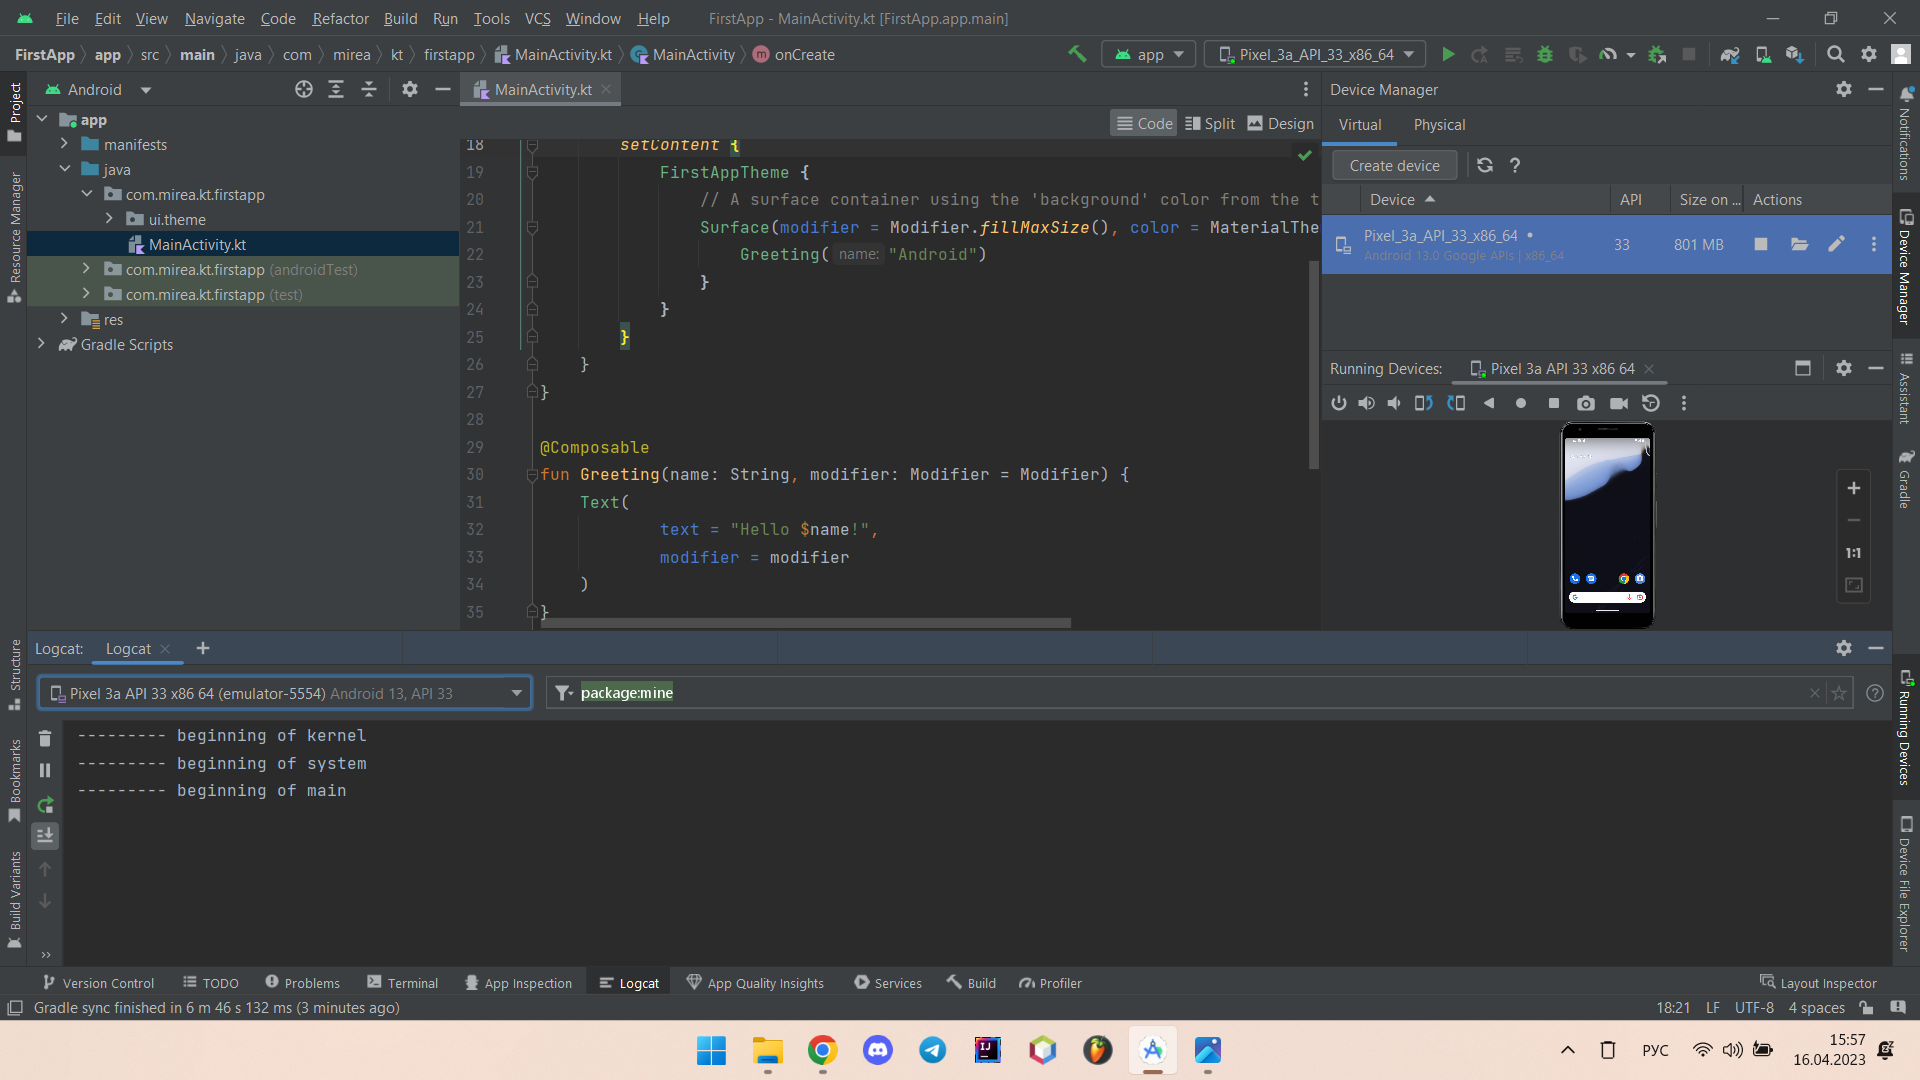 File Edit View Navigate Code Refactor Build Run Tools VCS Window Help FirstApp - MainActivity.kt [FirstApp.app.main]
FirstApp app src main java com mirea kt firstapp MainActivity.kt MainActivity onCreate app Pixel_3a_API_33_x86_64
Project
Resource Manager
Structure
Bookmarks
Build Variants
Android
app
manifests
java
com.mirea.kt.firstapp
ui.theme
MainActivity.kt
com.mirea.kt.firstapp (androidTest)
com.mirea.kt.firstapp (test)
res
Gradle Scripts
MainActivity.kt
Code Split Design
18 setContent {
19 FirstAppTheme {
20 // A surface container using the 'background' color from the t
21 Surface(modifier = Modifier.fillMaxSize(), color = MaterialThe
22 Greeting( name: "Android")
23 }
24 }
25 }
26 }
27 }
28
29 @Composable
30 fun Greeting(name: String, modifier: Modifier = Modifier) {
31 Text(
32 text = "Hello $name!",
33 modifier = modifier
34 )
35 }
Device Manager
Virtual Physical
Create device
Device API Size on ... Actions
Pixel_3a_API_33_x86_64 33 801 MB
Android 13.0 Google APIs | x86_64
Running Devices: Pixel 3a API 33 x86 64
1:1
Notifications
Device Manager
Assistant
Gradle
Running Devices
Device File Explorer
Logcat: Logcat
Pixel 3a API 33 x86 64 (emulator-5554) Android 13, API 33
package:mine
--------- beginning of kernel
--------- beginning of system
--------- beginning of main
Version Control TODO Problems Terminal App Inspection Logcat App Quality Insights Services Build Profiler Layout Inspector
Gradle sync finished in 6 m 46 s 132 ms (3 minutes ago) 18:21 LF UTF-8 4 spaces
РУС
15:57
16.04.2023